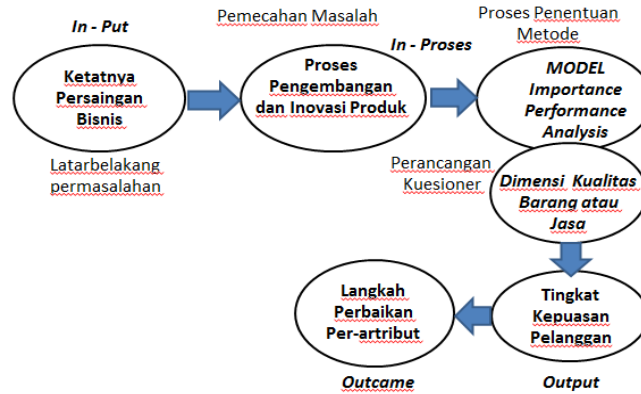 In - Put
Ketatnya
Persaingan
Bisnis
Latarbelakang
permasalahan
Pemecahan Masalah
In - Proses
Proses
Pengembangan
dan Inovasi Produk
Proses Penentuan
Metode
MODEL
Importance
Performance
Analysis
Perancangan
Kuesioner
Dimensi Kualitas
Barang atau
Jasa
Tingkat
Kepuasan
Pelanggan
Output
Langkah
Perbaikan
Per-artribut
Outcame